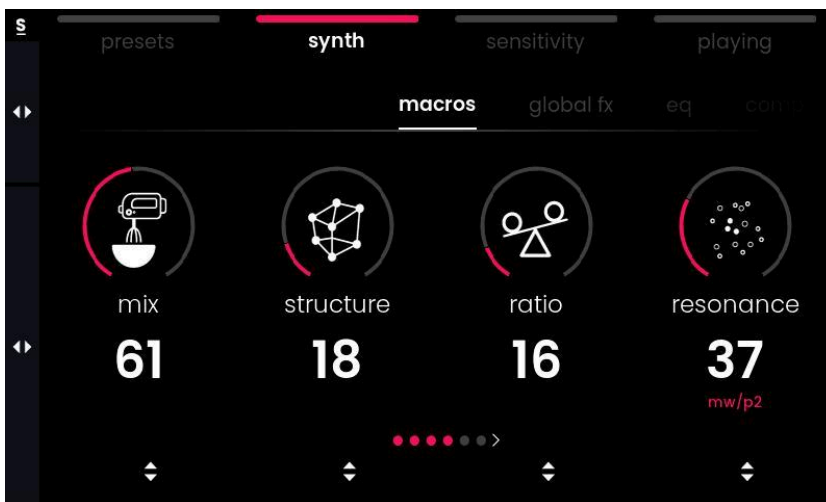 S
presets synth sensitivity playing
macros global fx eq
mix structure ratio resonance
61 18 16 37
mw/p2